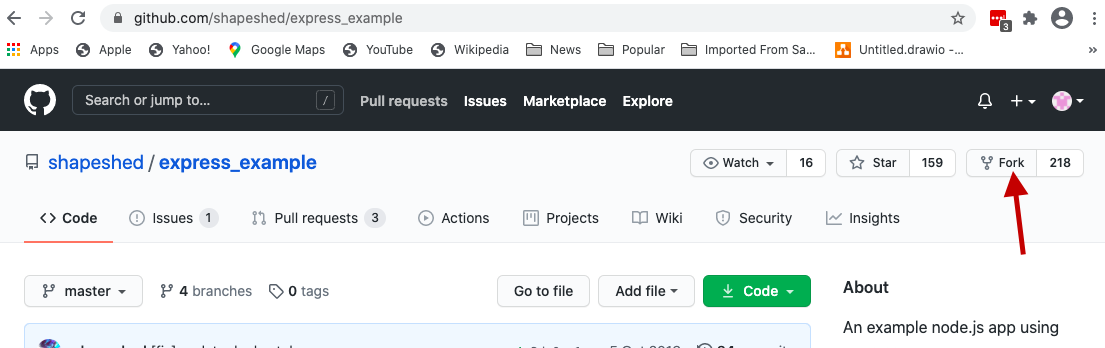 github.com/shapeshed/express_example
3
Apps Apple Yahoo! Google Maps YouTube Wikipedia News Popular Imported From Sa... Untitled.drawio -... »
Search or jump to... / Pull requests Issues Marketplace Explore
shapeshed / express_example Watch 16 Star 159 Fork 218
Code Issues 1 Pull requests 3 Actions Projects Wiki Security Insights
master 4 branches 0 tags Go to file Add file Code About
An example node.js app using